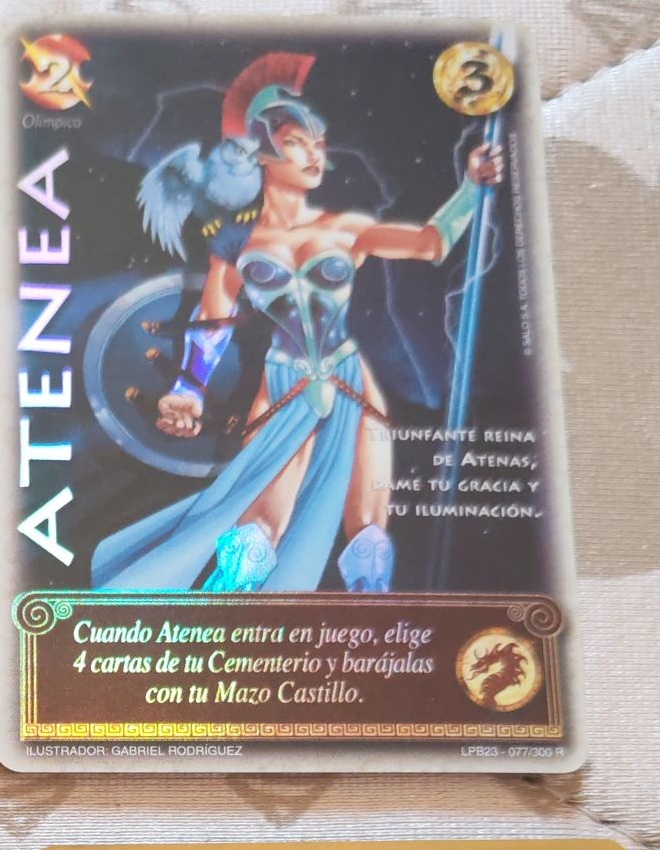 2
3
Olímpico
ATENEA
© SALO S.A. TODOS LOS DERECHOS RESERVADOS
TRIUNFANTE REINA
DE ATENAS,
DAME TU GRACIA Y
TU ILUMINACIÓN.
Cuando Atenea entra en juego, elige
4 cartas de tu Cementerio y barájalas
con tu Mazo Castillo.
ILUSTRADOR: GABRIEL RODRÍGUEZ
LPB23 - 077/300 R